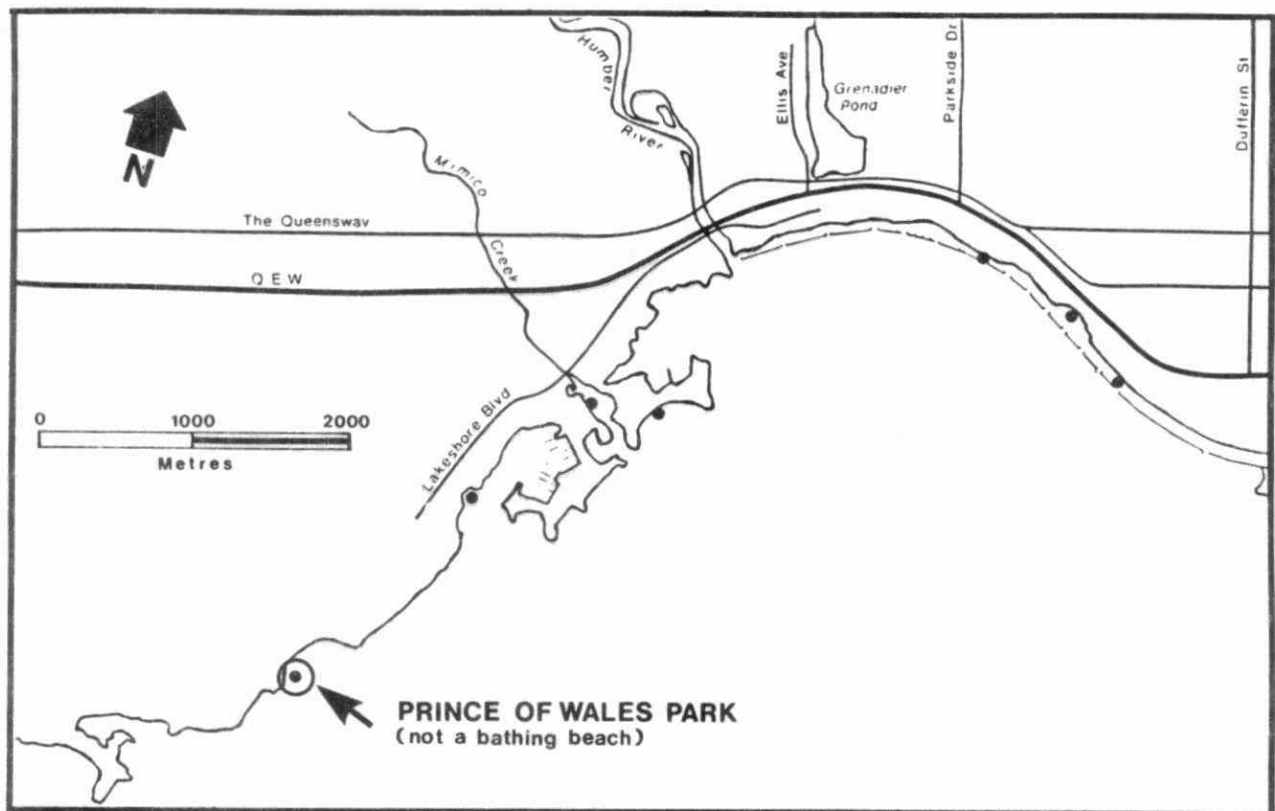 Humber
River
Ellis Ave
Grenadier
Pond
Parkside Dr
Dufferin St
N
Mimico
Creek
The Queensway
QEW
Lakeshore Blvd
0 1000 2000
Metres
PRINCE OF WALES PARK
(not a bathing beach)